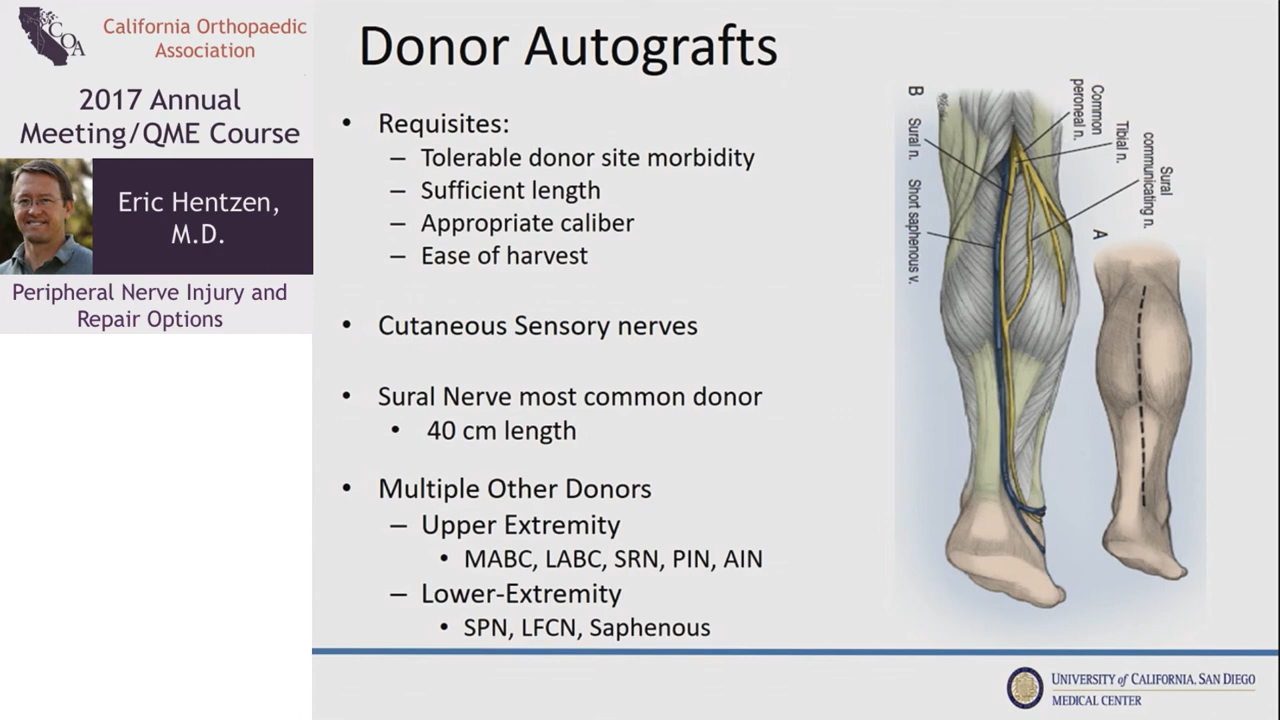 COA
California Orthopaedic
Association
2017 Annual
Meeting/QME Course
Eric Hentzen,
M.D.
Peripheral Nerve Injury and
Repair Options
Donor Autografts
• Requisites:
– Tolerable donor site morbidity
– Sufficient length
– Appropriate caliber
– Ease of harvest
• Cutaneous Sensory nerves
• Sural Nerve most common donor
• 40 cm length
• Multiple Other Donors
– Upper Extremity
• MABC, LABC, SRN, PIN, AIN
– Lower-Extremity
• SPN, LFCN, Saphenous
B
Sural n.
Short saphenous v.
Common
peroneal n.
Tibial n.
Sural
communicating n.
A
UNIVERSITY of CALIFORNIA, SAN DIEGO
MEDICAL CENTER